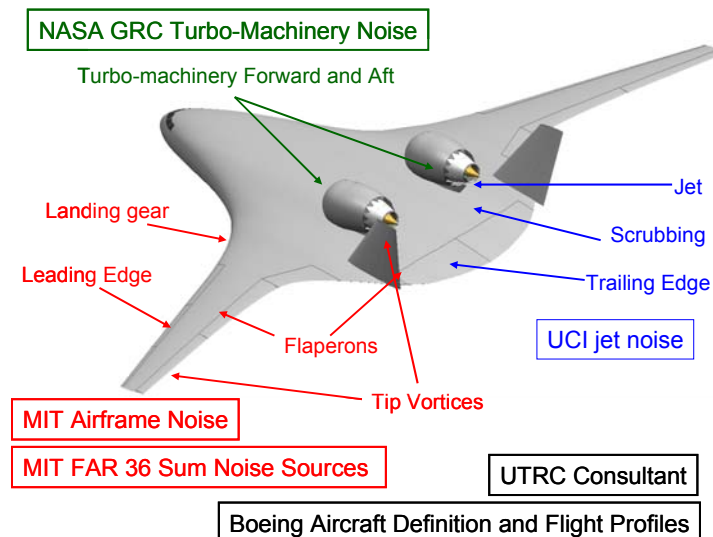 NASA GRC Turbo-Machinery Noise
Turbo-machinery Forward and Aft
Jet
Landing gear
Scrubbing
Leading Edge
Trailing Edge
Flaperons
UCI jet noise
Tip Vortices
MIT Airframe Noise
MIT FAR 36 Sum Noise Sources
UTRC Consultant
Boeing Aircraft Definition and Flight Profiles